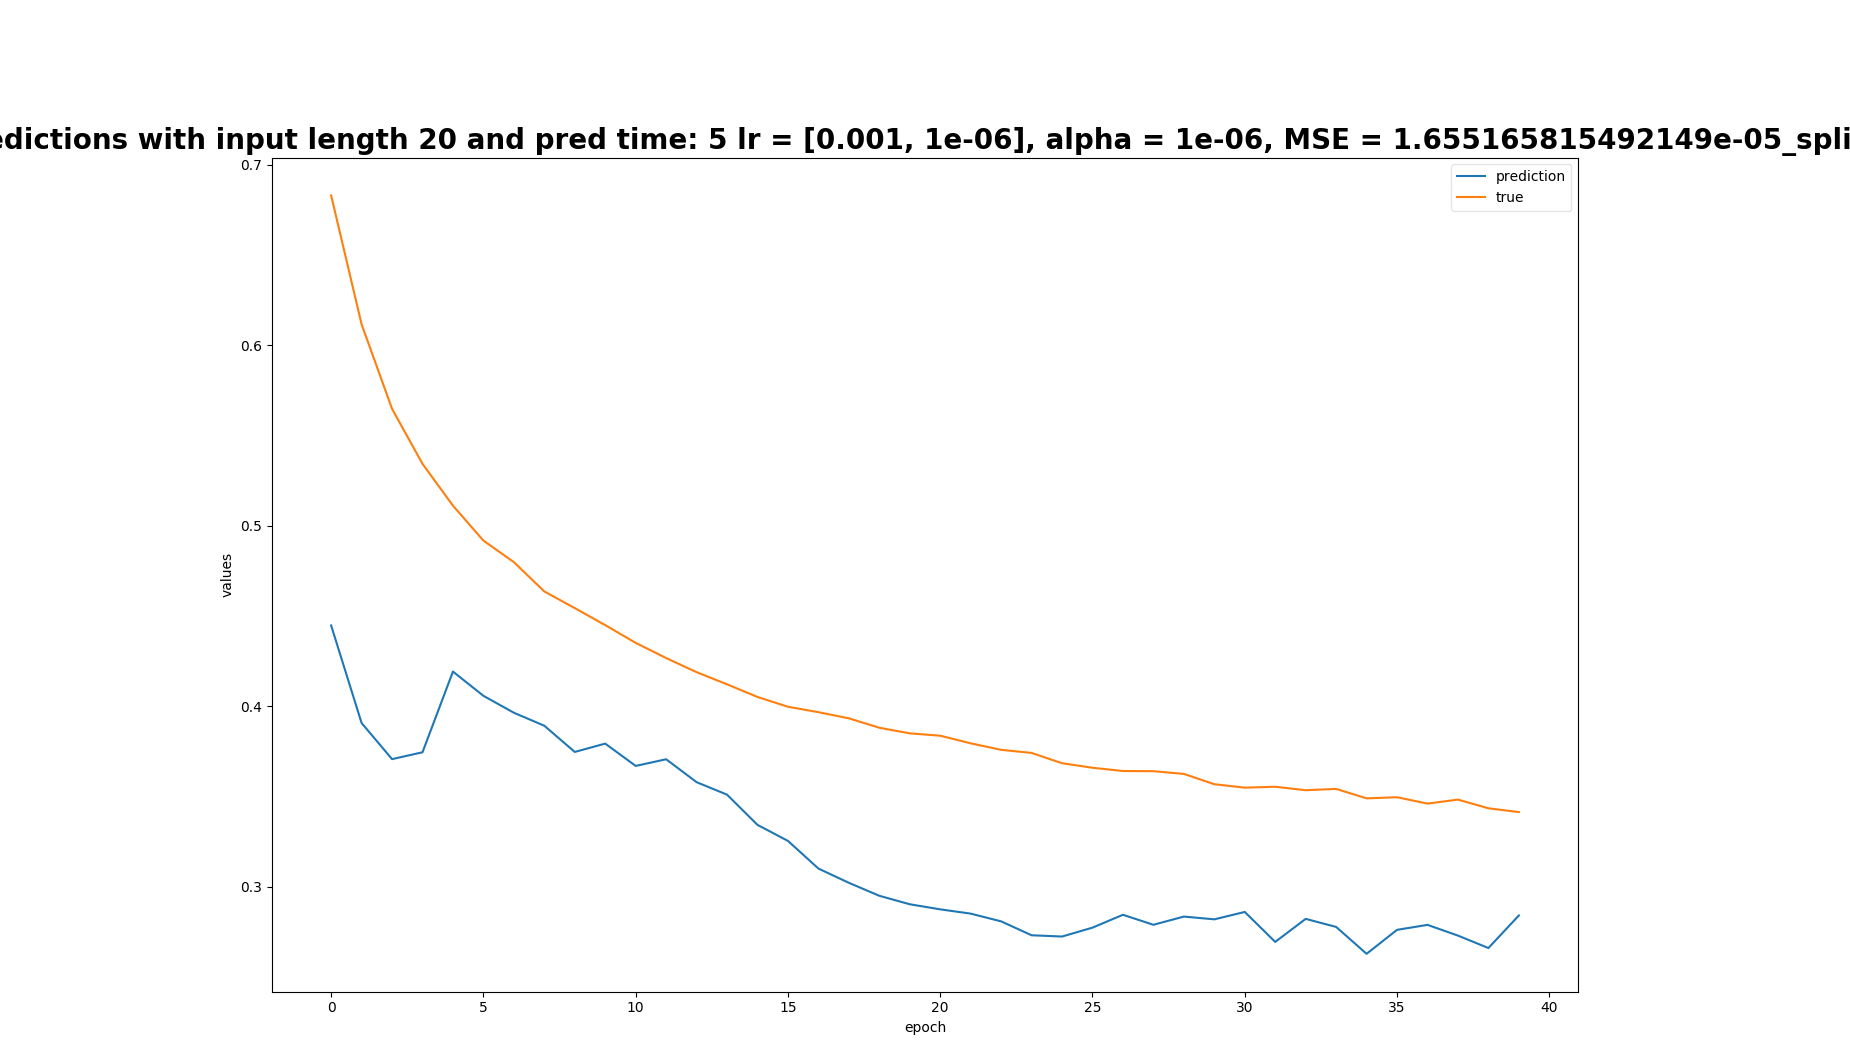 edictions with input length 20 and pred time: 5 lr = [0.001, 1e-06], alpha = 1e-06, MSE = 1.655165815492149e-05_spli
prediction
true
0.7
0.6
0.5
0.4
0.3
values
0 5 10 15 20 25 30 35 40
epoch